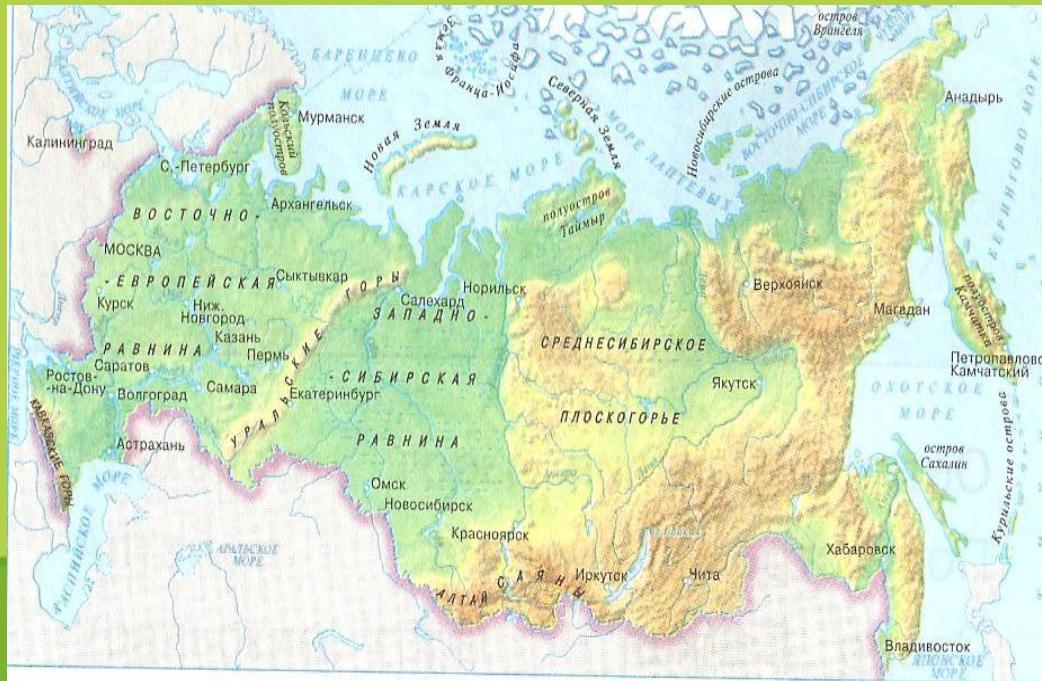 остров
Врангеля
БАРЕНЦЕВО
МОРЕ
Земля Франца-Иосифа
Северная Земля
Новосибирские острова
ВОСТОЧНО-СИБИРСКОЕ
МОРЕ
Анадырь
БЕРИНГОВО МОРЕ
Калининград
Кольский
полуостров
Мурманск
Новая Земля
МОРЕ ЛАПТЕВЫХ
С.-Петербург
КАРСКОЕ МОРЕ
полуостров
Таймыр
Архангельск
ВОСТОЧНО-
МОСКВА
-ЕВРОПЕЙСКАЯ
Сыктывкар
УРАЛЬСКИЕ ГОРЫ
Салехард
Норильск
Верхоянск
Магадан
полуостров
Камчатка
Курск
Ниж.
Новгород
ЗАПАДНО-
Казань
СРЕДНЕСИБИРСКОЕ
РАВНИНА
Пермь
Петропавловск
Камчатский
Саратов
Ростов-
-на-Дону
Самара
-СИБИРСКАЯ
Якутск
ОХОТСКОЕ
МОРЕ
Волгоград
Екатеринбург
ПЛОСКОГОРЬЕ
КАВКАЗСКИЕ ГОРЫ
Астрахань
РАВНИНА
Ангара
Лена
остров
Сахалин
Курильские острова
КАСПИЙСКОЕ МОРЕ
Омск
Новосибирск
АРАЛЬСКОЕ
МОРЕ
Красноярск
Хабаровск
АЛТАЙ
САЯНЫ
Иркутск
Чита
Владивосток
ЯПОНСКОЕ
МОРЕ